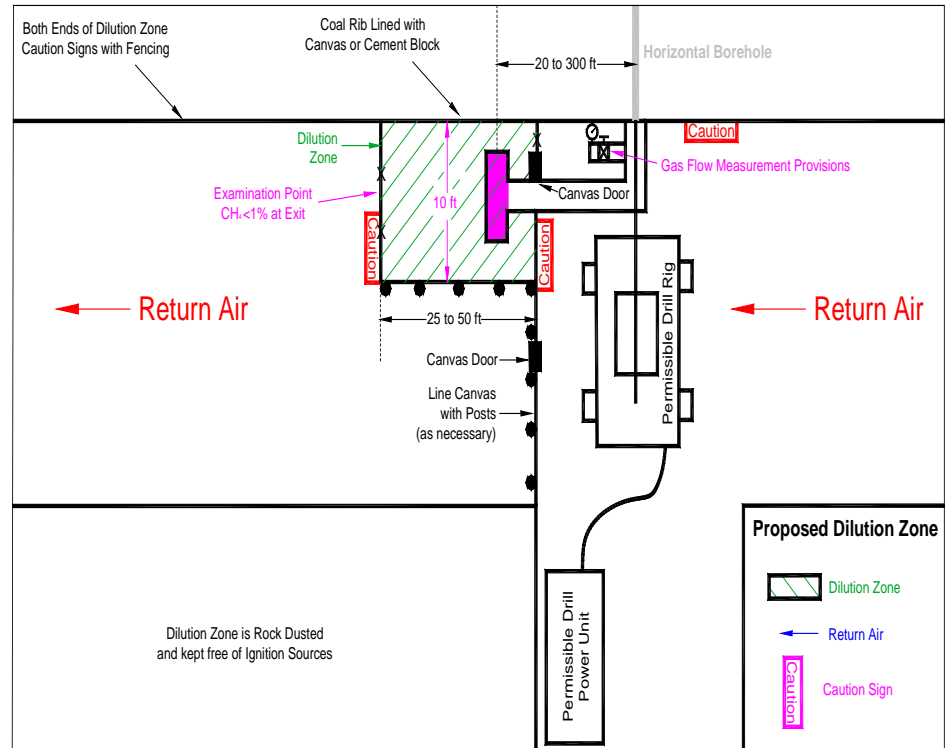 Both Ends of Dilution Zone
Caution Signs with Fencing
Coal Rib Lined with
Canvas or Cement Block
20 to 300 ft
Horizontal Borehole
Dilution
Zone
Caution
Gas Flow Measurement Provisions
Examination Point
CH₄<1% at Exit
10 ft
Canvas Door
Caution
Caution
Return Air
Return Air
25 to 50 ft
Canvas Door
Line Canvas
with Posts
(as necessary)
Permissible Drill Rig
Permissible Drill
Power Unit
Dilution Zone is Rock Dusted
and kept free of Ignition Sources
Proposed Dilution Zone
Dilution Zone
Return Air
Caution
Caution Sign